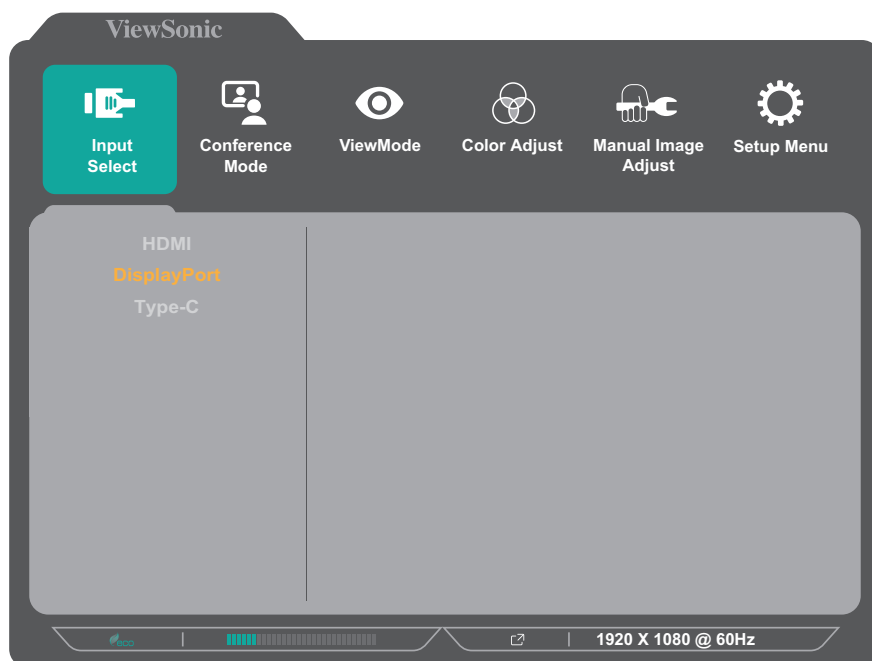 ViewSonic
Input
Select
Conference
Mode
ViewMode
Color Adjust
Manual Image
Adjust
Setup Menu
HDMI
DisplayPort
Type-C
eco
1920 X 1080 @ 60Hz